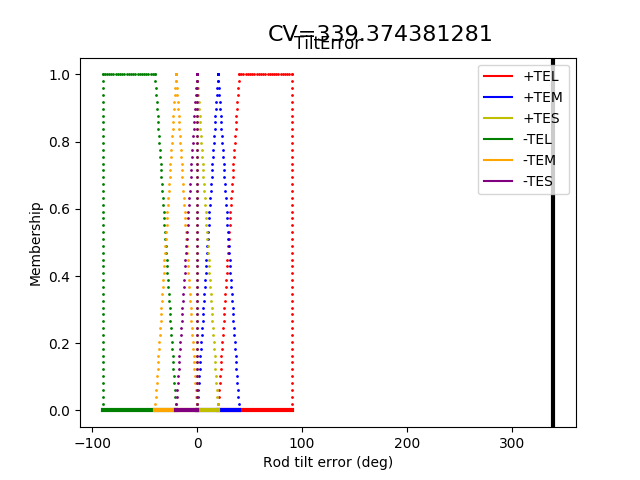 CV=339.374381281
TiltError
+TEL
+TEM
+TES
-TEL
-TEM
-TES
1.0
0.8
0.6
0.4
0.2
0.0
Membership
−100
0
100
200
300
Rod tilt error (deg)